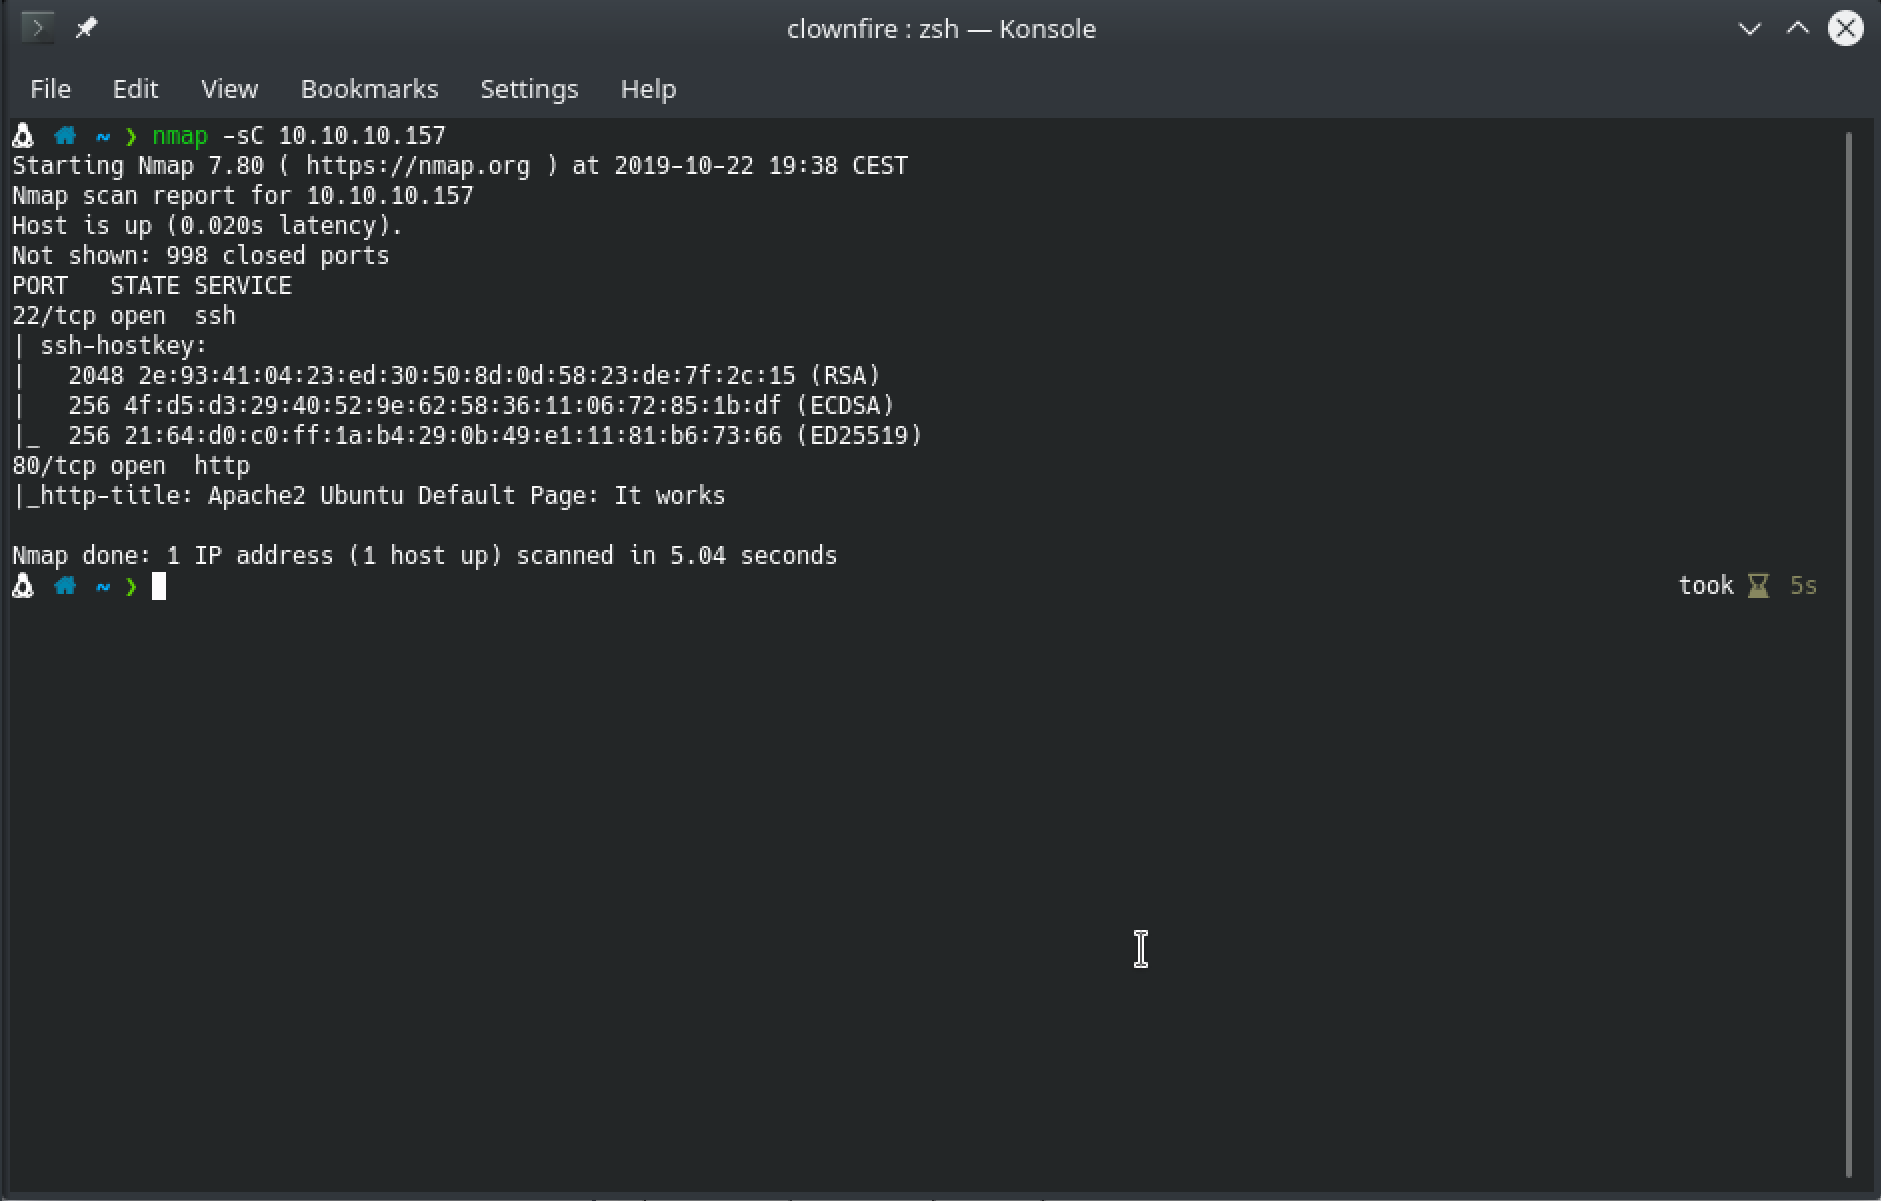 clownfire : zsh — Konsole
File Edit View Bookmarks Settings Help
~ ❯ nmap -sC 10.10.10.157
Starting Nmap 7.80 ( https://nmap.org ) at 2019-10-22 19:38 CEST
Nmap scan report for 10.10.10.157
Host is up (0.020s latency).
Not shown: 998 closed ports
PORT   STATE SERVICE
22/tcp open  ssh
| ssh-hostkey:
|   2048 2e:93:41:04:23:ed:30:50:8d:0d:58:23:de:7f:2c:15 (RSA)
|   256 4f:d5:d3:29:40:52:9e:62:58:36:11:06:72:85:1b:df (ECDSA)
|_  256 21:64:d0:c0:ff:1a:b4:29:0b:49:e1:11:81:b6:73:66 (ED25519)
80/tcp open  http
|_http-title: Apache2 Ubuntu Default Page: It works
Nmap done: 1 IP address (1 host up) scanned in 5.04 seconds
~ ❯ took 5s